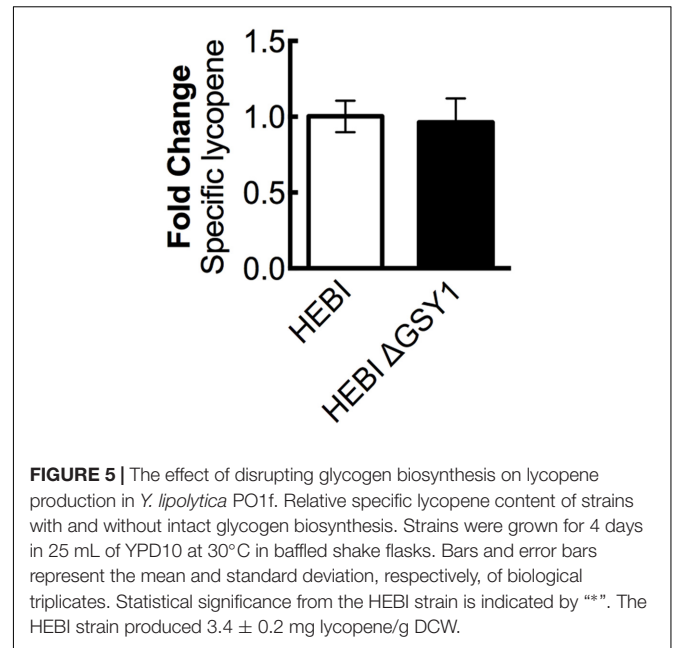 1.5
1.0
0.5
0.0
Fold Change
Specific lycopene
HEBI
HEBI ΔGSY1
FIGURE 5 | The effect of disrupting glycogen biosynthesis on lycopene
production in Y. lipolytica PO1f. Relative specific lycopene content of strains
with and without intact glycogen biosynthesis. Strains were grown for 4 days
in 25 mL of YPD10 at 30°C in baffled shake flasks. Bars and error bars
represent the mean and standard deviation, respectively, of biological
triplicates. Statistical significance from the HEBI strain is indicated by “*”. The
HEBI strain produced 3.4 ± 0.2 mg lycopene/g DCW.